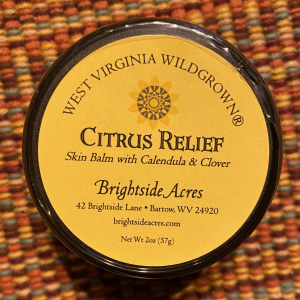 WEST VIRGINIA WILDGROWN®
CITRUS RELIEF
Skin Balm with Calendula & Clover
Brightside Acres
42 Brightside Lane • Bartow, WV 24920
brightsideacres.com
Net Wt 2oz (57g)